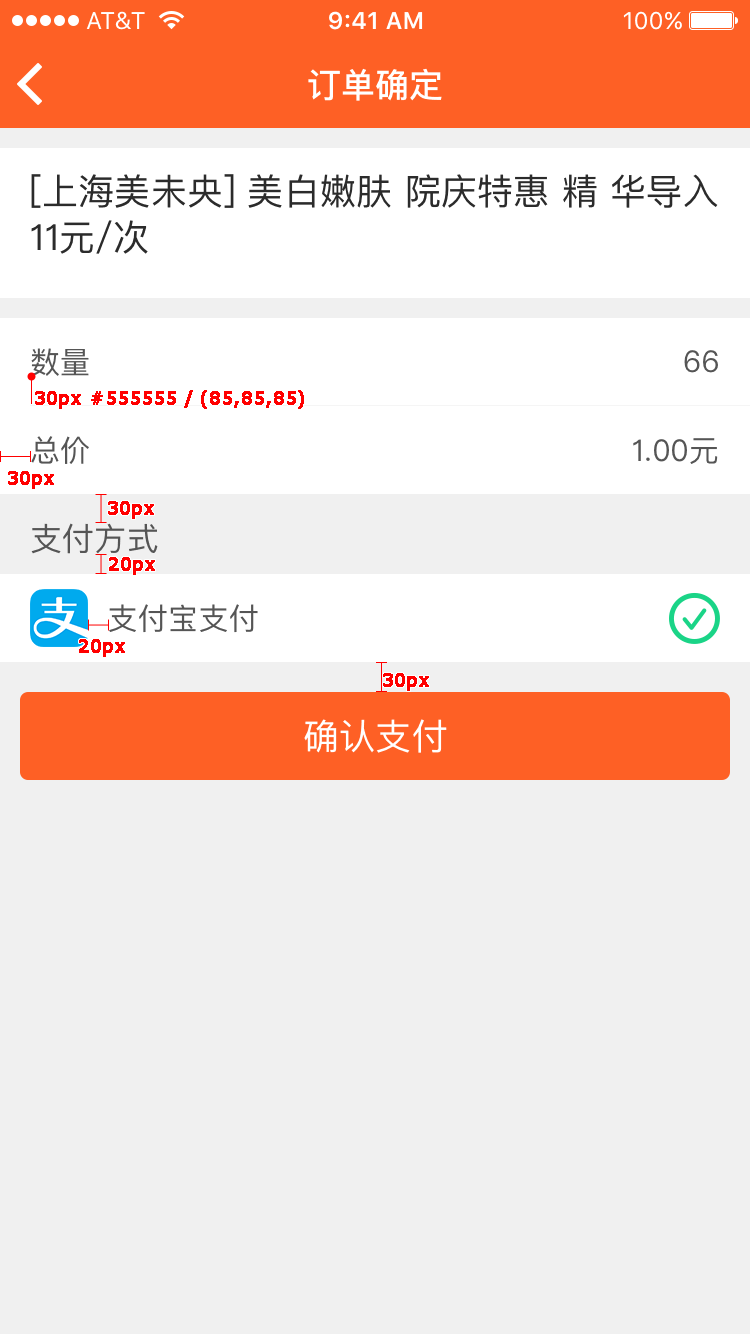 AT&T 9:41 AM 100%
订单确定
[上海美未央] 美白嫩肤 院庆特惠 精 华导入
11元/次
数量 66
30px #555555 / (85,85,85)
总价 1.00元
30px
30px
支付方式
20px
支 支付宝支付
20px
30px
确认支付